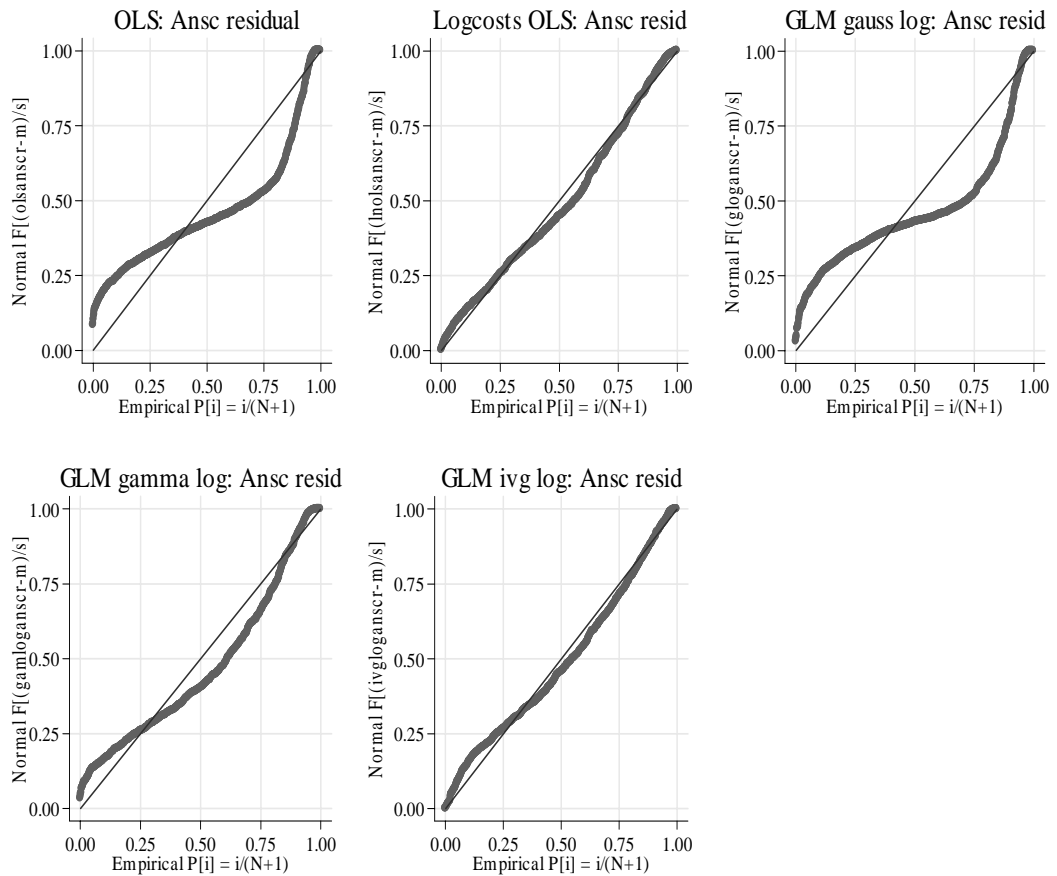 OLS: Ansc residual
Normal F[(olsanscr-m)/s]
1.00
0.75
0.50
0.25
0.00
0.00 0.25 0.50 0.75 1.00
Empirical P[i] = i/(N+1)
Logcosts OLS: Ansc resid
Normal F[(lnolsanscr-m)/s]
1.00
0.75
0.50
0.25
0.00
0.00 0.25 0.50 0.75 1.00
Empirical P[i] = i/(N+1)
GLM gauss log: Ansc resid
Normal F[(gloganscr-m)/s]
1.00
0.75
0.50
0.25
0.00
0.00 0.25 0.50 0.75 1.00
Empirical P[i] = i/(N+1)
GLM gamma log: Ansc resid
Normal F[(gamloganscr-m)/s]
1.00
0.75
0.50
0.25
0.00
0.00 0.25 0.50 0.75 1.00
Empirical P[i] = i/(N+1)
GLM ivg log: Ansc resid
Normal F[(ivgloganscr-m)/s]
1.00
0.75
0.50
0.25
0.00
0.00 0.25 0.50 0.75 1.00
Empirical P[i] = i/(N+1)